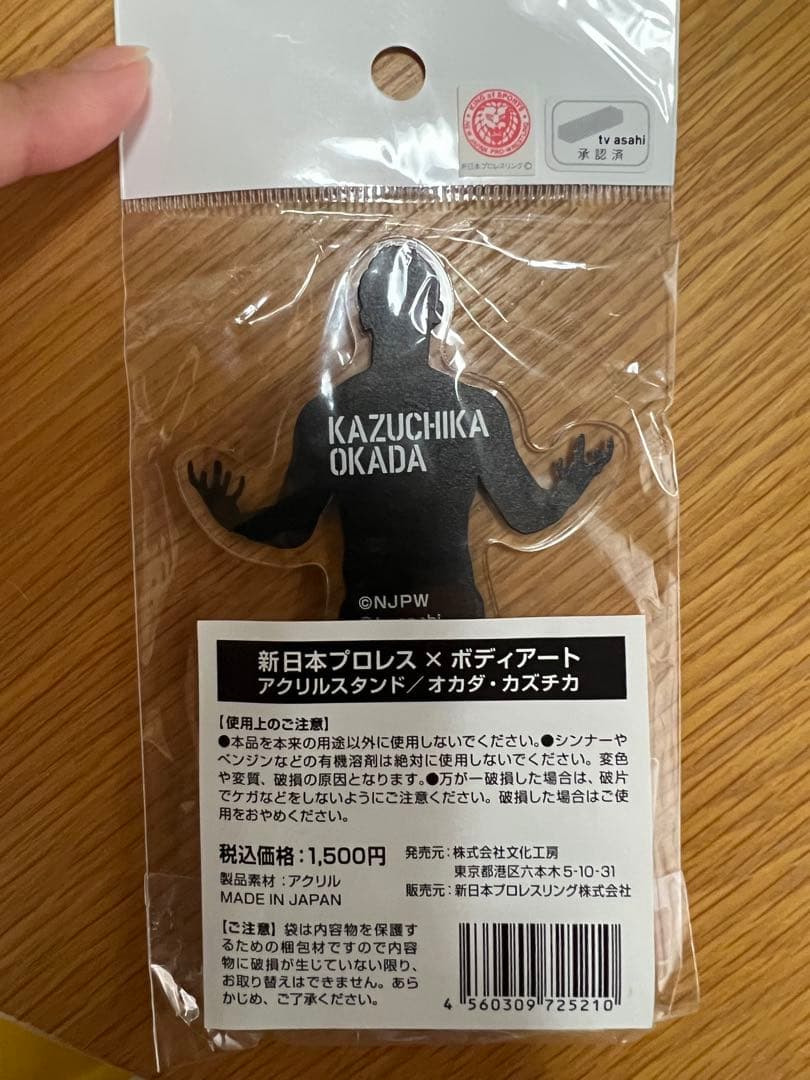 KING of SPORTS
NEW JAPAN PRO-WRESTLING
新日本プロレスリング©
tv asahi
承認済
KAZUCHIKA
OKADA
©NJPW
新日本プロレス×ボディアート
アクリルスタンド/オカダ・カズチカ
【使用上のご注意】
●本品を本来の用途以外に使用しないでください。●シンナーや
ベンジンなどの有機溶剤は絶対に使用しないでください。変色
や変質、破損の原因となります。●万が一破損した場合は、破片
でケガなどをしないようにご注意ください。破損した場合はご使
用をおやめください。
税込価格:1,500円
製品素材:アクリル
MADE IN JAPAN
発売元:株式会社文化工房
東京都港区六本木5-10-31
販売元:新日本プロレスリング株式会社
【ご注意】袋は内容物を保護す
るための梱包材ですので内容
物に破損が生じていない限り、
お取り替えはできません。あら
かじめ、ご了承ください。
4 560309 725210